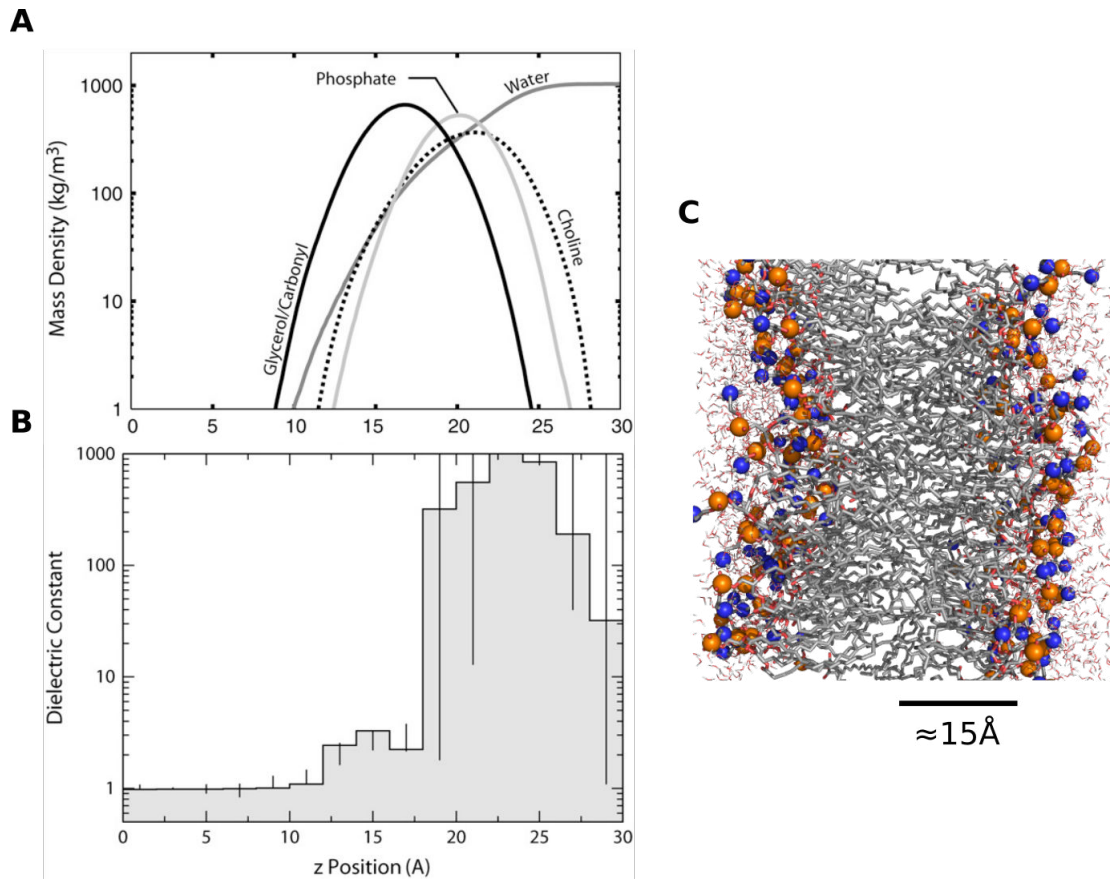 A
Phosphate
Water
Glycerol/Carbonyl
Choline
Mass Density (kg/m³)
1000
100
10
1
0 5 10 15 20 25 30
B
Dielectric Constant
1000
100
10
1
0 5 10 15 20 25 30
z Position (A)
C
≈15Å